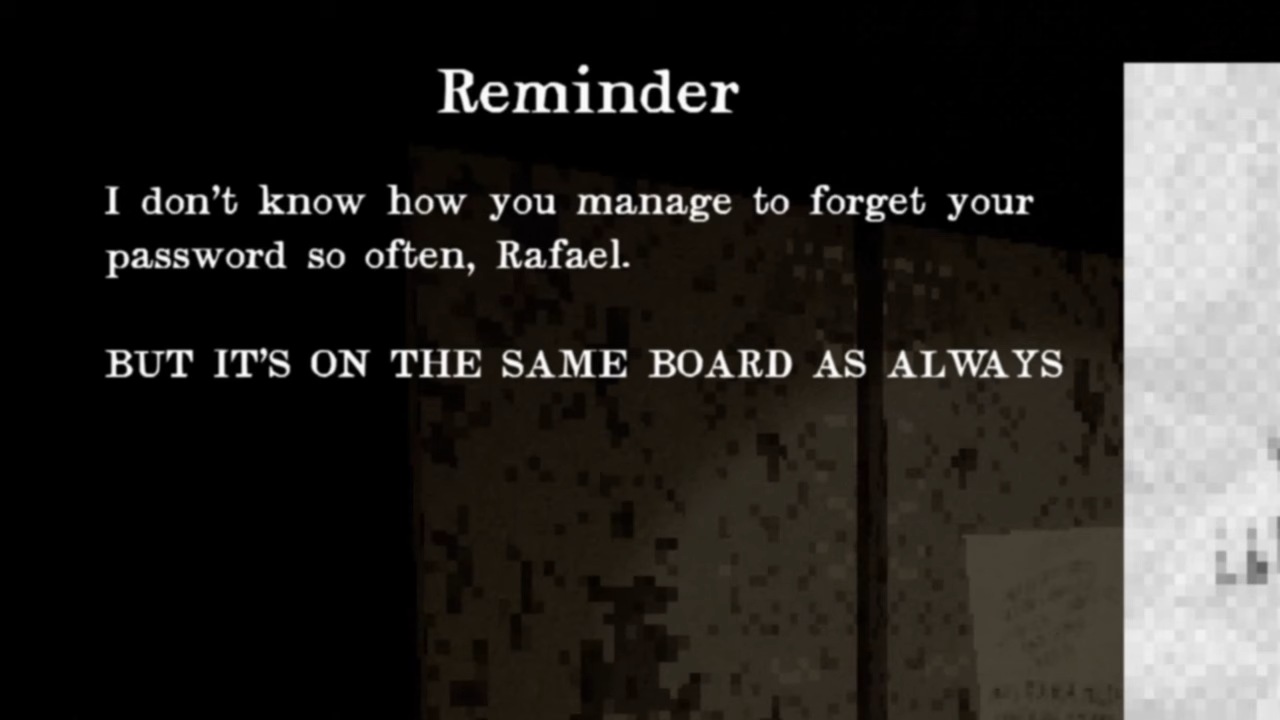 Reminder
I don't know how you manage to forget your
password so often, Rafael.
BUT IT'S ON THE SAME BOARD AS ALWAYS